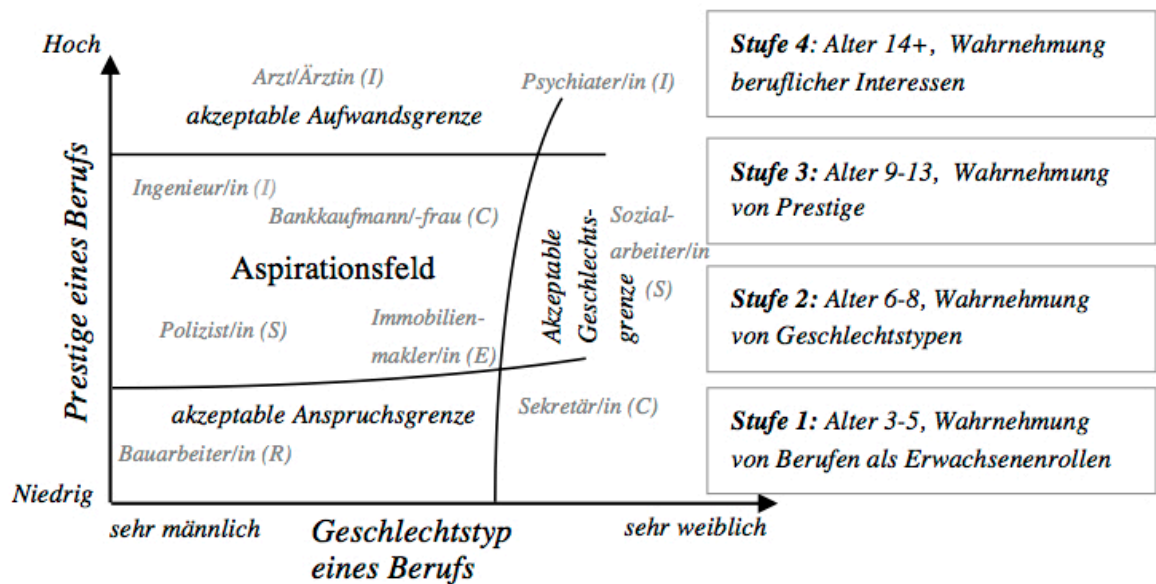 Hoch
Prestige eines Berufs
Niedrig
Arzt/Ärztin (I)
akzeptable Aufwandsgrenze
Psychiater/in (I)
Ingenieur/in (I)
Bankkaufmann/-frau (C)
Aspirationsfeld
Polizist/in (S)
Immobilien-
makler/in (E)
Akzeptable
Geschlechts-
grenze
Sozial-
arbeiter/in
(S)
akzeptable Anspruchsgrenze
Sekretär/in (C)
Bauarbeiter/in (R)
sehr männlich
Geschlechtstyp
eines Berufs
sehr weiblich
Stufe 4: Alter 14+, Wahrnehmung
beruflicher Interessen
Stufe 3: Alter 9-13, Wahrnehmung
von Prestige
Stufe 2: Alter 6-8, Wahrnehmung
von Geschlechtstypen
Stufe 1: Alter 3-5, Wahrnehmung
von Berufen als Erwachsenenrollen